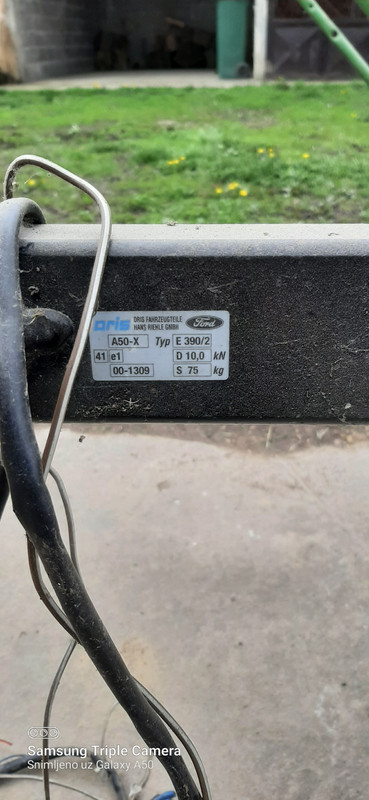 oris ORIS FAHRZEUGTEILE
HANS RIEHLE GMBH Ford
A50-X Typ E 390/2
41 e1 D 10,0 kN
00-1309 S 75 kg
Samsung Triple Camera
Snimljeno uz Galaxy A50